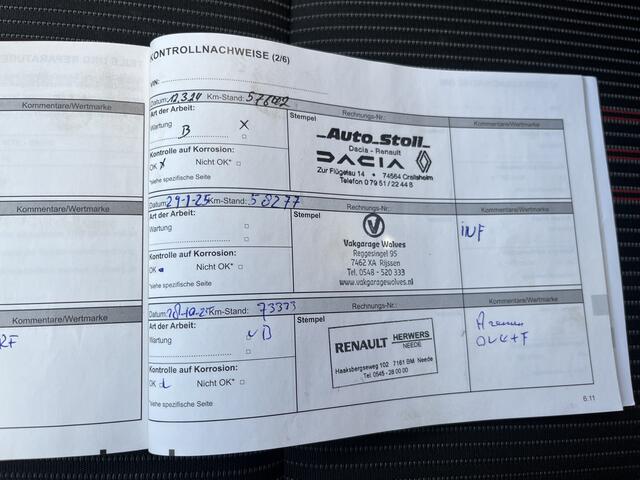 KONTROLLNACHWEISE (2/6)
VIN:
Kommentare/Wertmarke
Datum: 12.3.24 Km-Stand:
Rechnungs-Nr.:
Kommentare/Wertmarke
Art der Arbeit:
Stempel
Wartung X
B
Kontrolle auf Korrosion:
OK X Nicht OK*
*siehe spezifische Seite
Auto Stoll
Dacia - Renault
DACIA
Zur Flügelau 14 • 74564 Crailsheim
Telefon 0 79 51 / 22 44 8
Kommentare/Wertmarke
Datum: 29-1-25 Km-Stand: 58277
Rechnungs-Nr.:
Kommentare/Wertmarke
Art der Arbeit:
Stempel
Wartung
Kontrolle auf Korrosion:
OK Nicht OK*
*siehe spezifische Seite
Vakgarage Wolves
Reggesingel 95
7462 XA Rijssen
Tel. 0548 - 520 333
www.vakgaragewolves.nl
INF
Kommentare/Wertmarke
Datum: Km-Stand: 73323
Rechnungs-Nr.:
Kommentare/Wertmarke
Art der Arbeit:
Stempel
Wartung B
Kontrolle auf Korrosion:
OK Nicht OK*
*siehe spezifische Seite
RENAULT HERWERS
NEEDE
Haaksbergseweg 102 7161 BM Neede
Tel. 0545 - 28 00 00
6.11